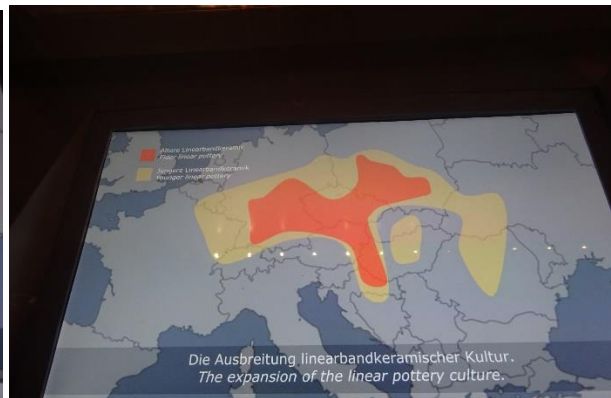 Ältere Linearbandkeramik
Elder linear pottery
Jüngere Linearbandkeramik
Younger linear pottery
Die Ausbreitung linearbandkeramischer Kultur.
The expansion of the linear pottery culture.